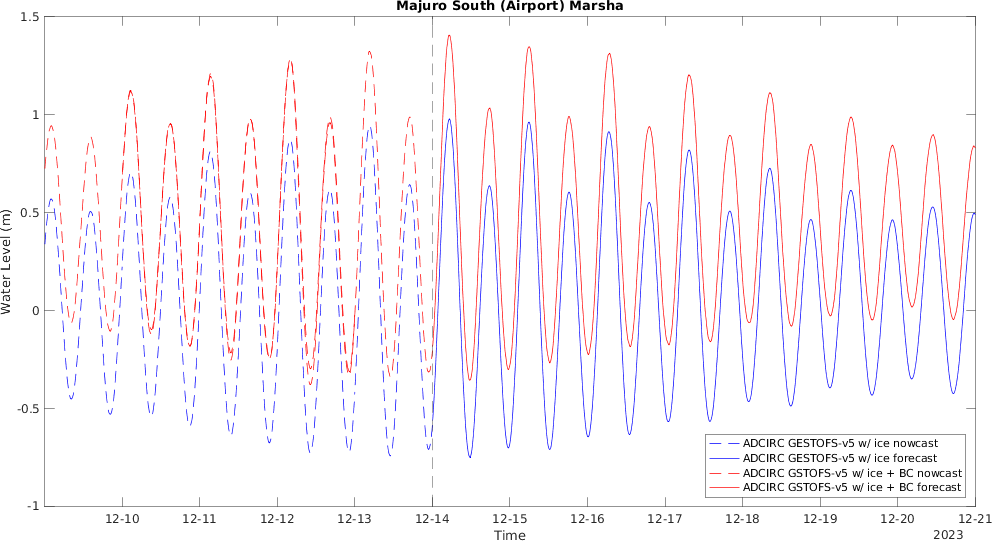 Majuro South (Airport) Marsha
1.5
1
0.5
0
-0.5
-1
Water Level (m)
12-10
12-11
12-12
12-13
12-14
12-15
12-16
12-17
12-18
12-19
12-20
12-21
Time
2023
ADCIRC GESTOFS-v5 w/ ice nowcast
ADCIRC GESTOFS-v5 w/ ice forecast
ADCIRC GSTOFS-v5 w/ ice + BC nowcast
ADCIRC GSTOFS-v5 w/ ice + BC forecast